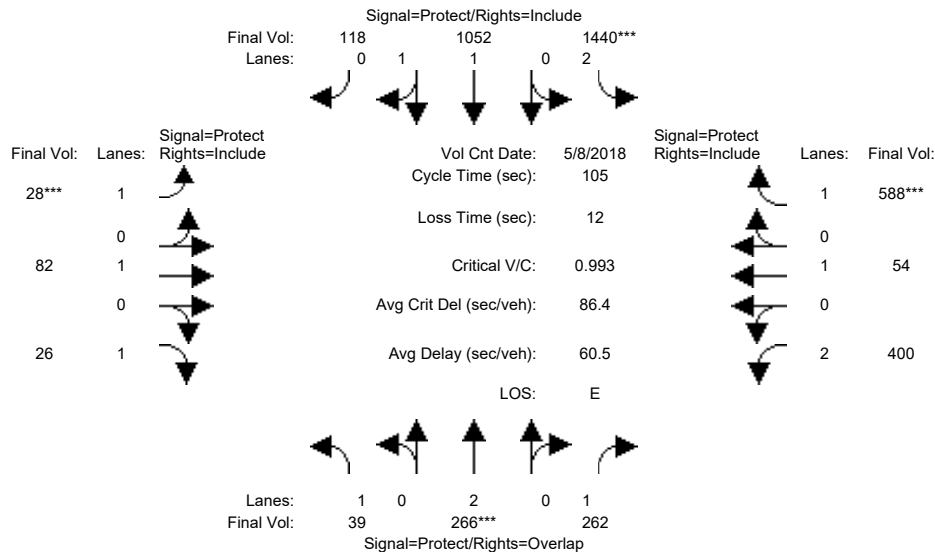 Signal=Protect/Rights=Include
Final Vol: 118 1052 1440***
Lanes: 0 1 1 0 2
Signal=Protect Signal=Protect
Final Vol: Lanes: Rights=Include Vol Cnt Date: 5/8/2018 Rights=Include Lanes: Final Vol:
Cycle Time (sec): 105
28*** 1 1 588***
Loss Time (sec): 12
0 0
82 1 Critical V/C: 0.993 1 54
0 Avg Crit Del (sec/veh): 86.4 0
26 1 Avg Delay (sec/veh): 60.5 2 400
LOS: E
Lanes: 1 0 2 0 1
Final Vol: 39 266*** 262
Signal=Protect/Rights=Overlap